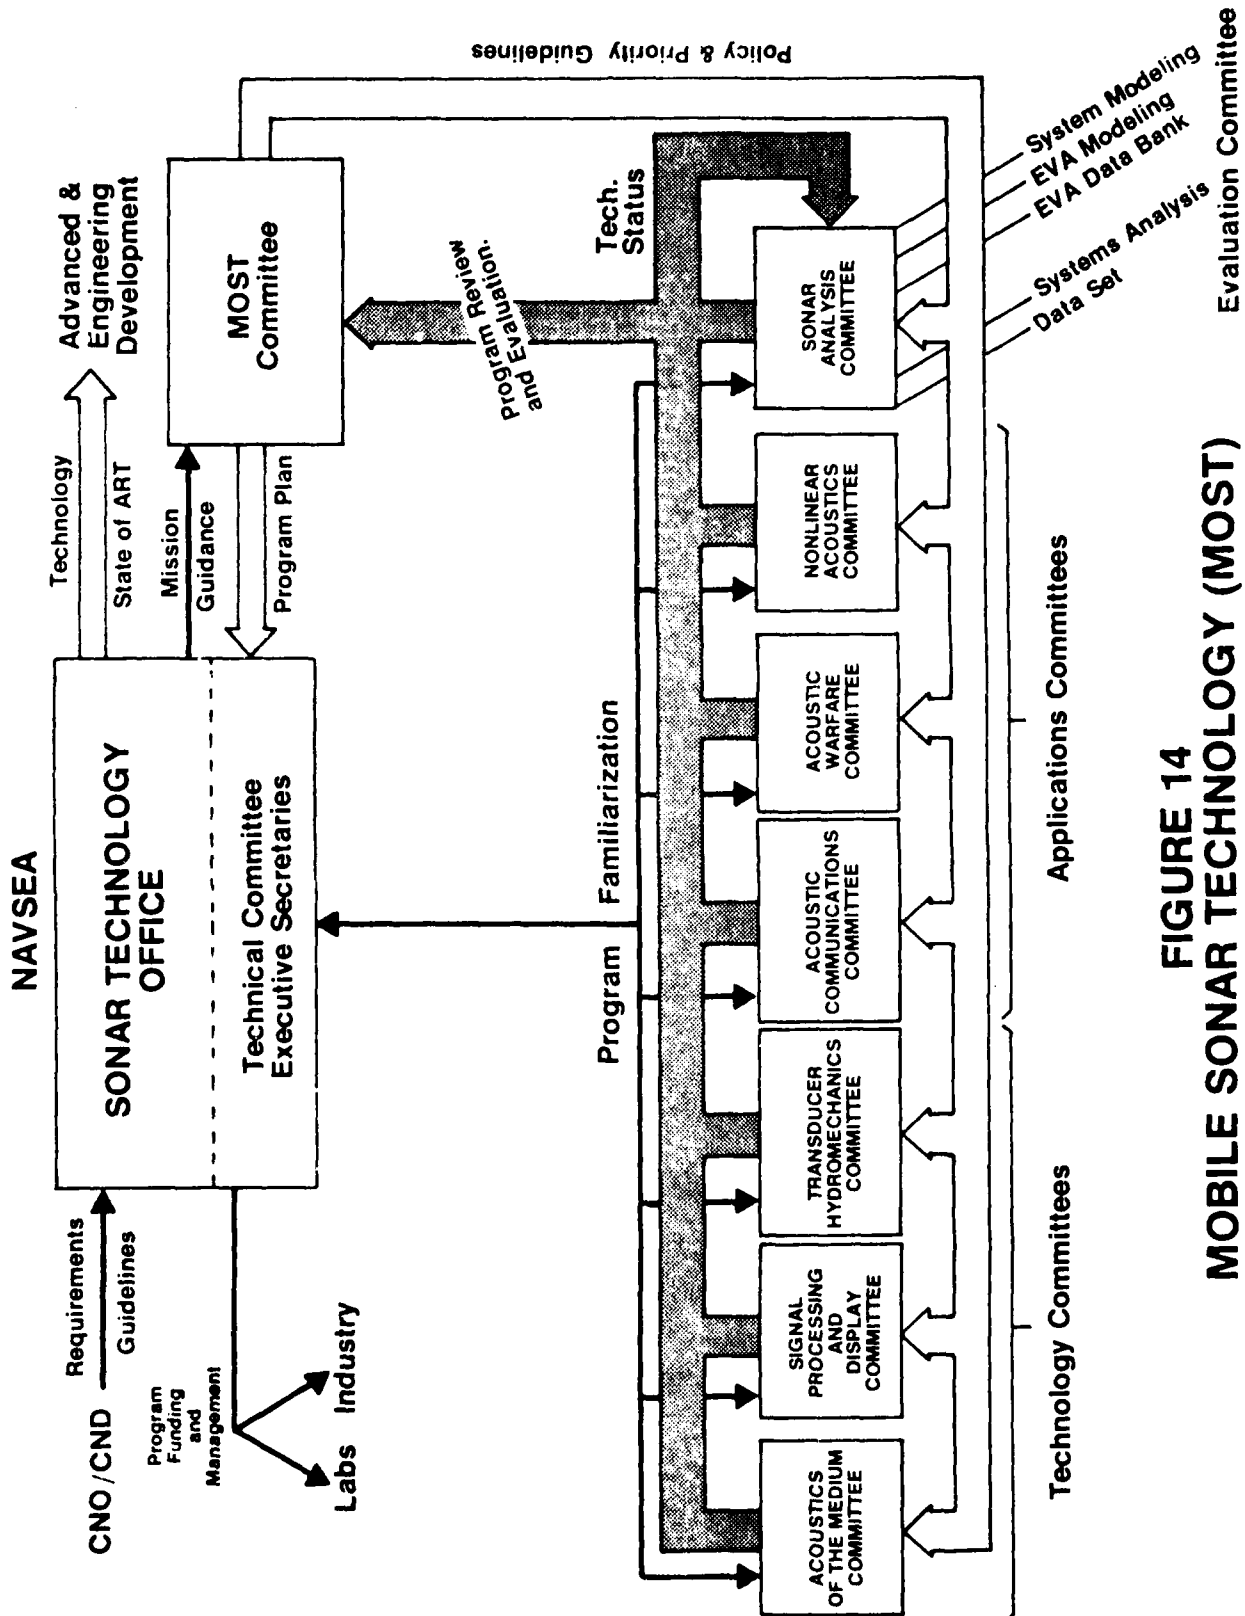 NAVSEA
CNO/CND
Requirements
Guidelines
SONAR TECHNOLOGY
OFFICE
Technical Committee
Executive Secretaries
Technology
State of ART
Advanced &
Engineering
Development
Mission
Guidance
Program Plan
MOST
Committee
Policy & Priority Guidelines
Program
Funding
and
Management
Labs
Industry
Program Review
and Evaluation.
Program
Familiarization
Tech.
Status
ACOUSTICS
OF THE MEDIUM
COMMITTEE
SIGNAL
PROCESSING
AND
DISPLAY
COMMITTEE
TRANSDUCER
HYDROMECHANICS
COMMITTEE
ACOUSTIC
COMMUNICATIONS
COMMITTEE
ACOUSTIC
WARFARE
COMMITTEE
NONLINEAR
ACOUSTICS
COMMITTEE
SONAR
ANALYSIS
COMMITTEE
System Modeling
EVA Modeling
EVA Data Bank
Systems Analysis
Data Set
Technology Committees
Applications Committees
Evaluation Committee
FIGURE 14
MOBILE SONAR TECHNOLOGY (MOST)